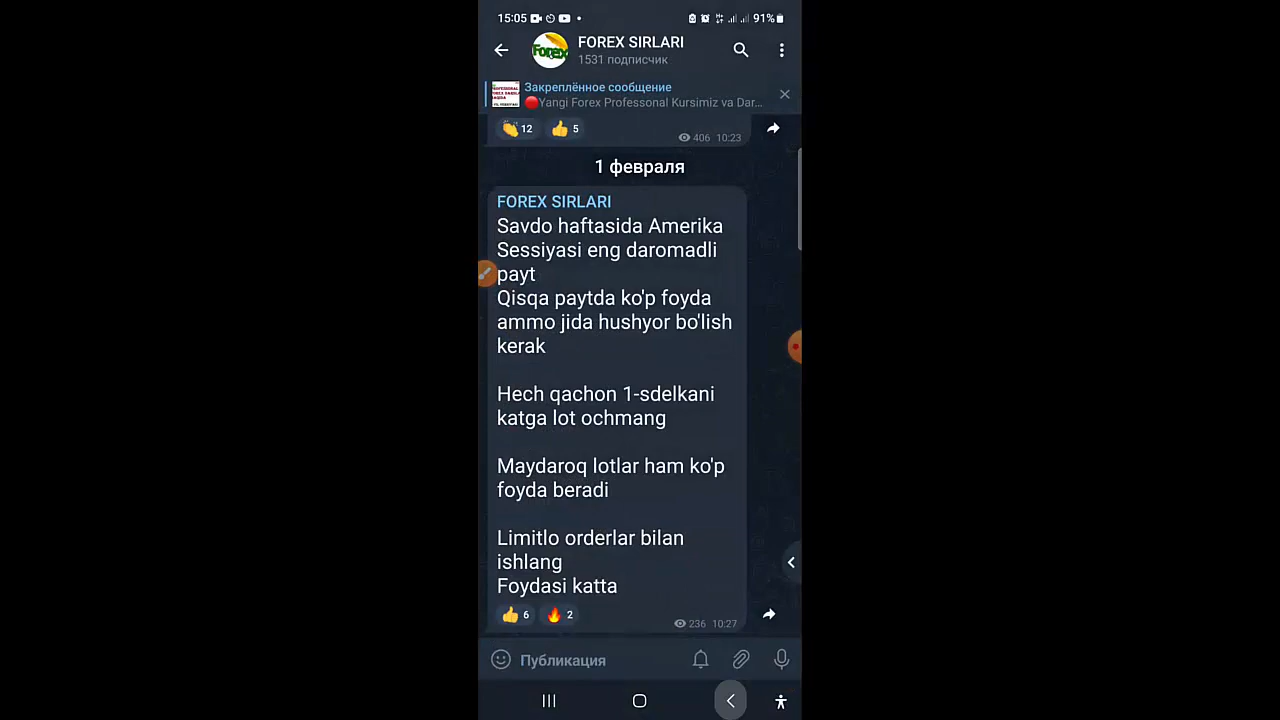 15:05
91%
FOREX SIRLARI
1531 подписчик
Закреплённое сообщение
🔴Yangi Forex Professonal Kursimiz va Dar...
👏 12 👍 5
406 10:23
1 февраля
FOREX SIRLARI
Savdo haftasida Amerika
Sessiyasi eng daromadli
payt
Qisqa paytda ko'p foyda
ammo jida hushyor bo'lish
kerak
Hech qachon 1-sdelkani
katga lot ochmang
Maydaroq lotlar ham ko'p
foyda beradi
Limitlo orderlar bilan
ishlang
Foydasi katta
👍 6 🔥 2
236 10:27
Публикация